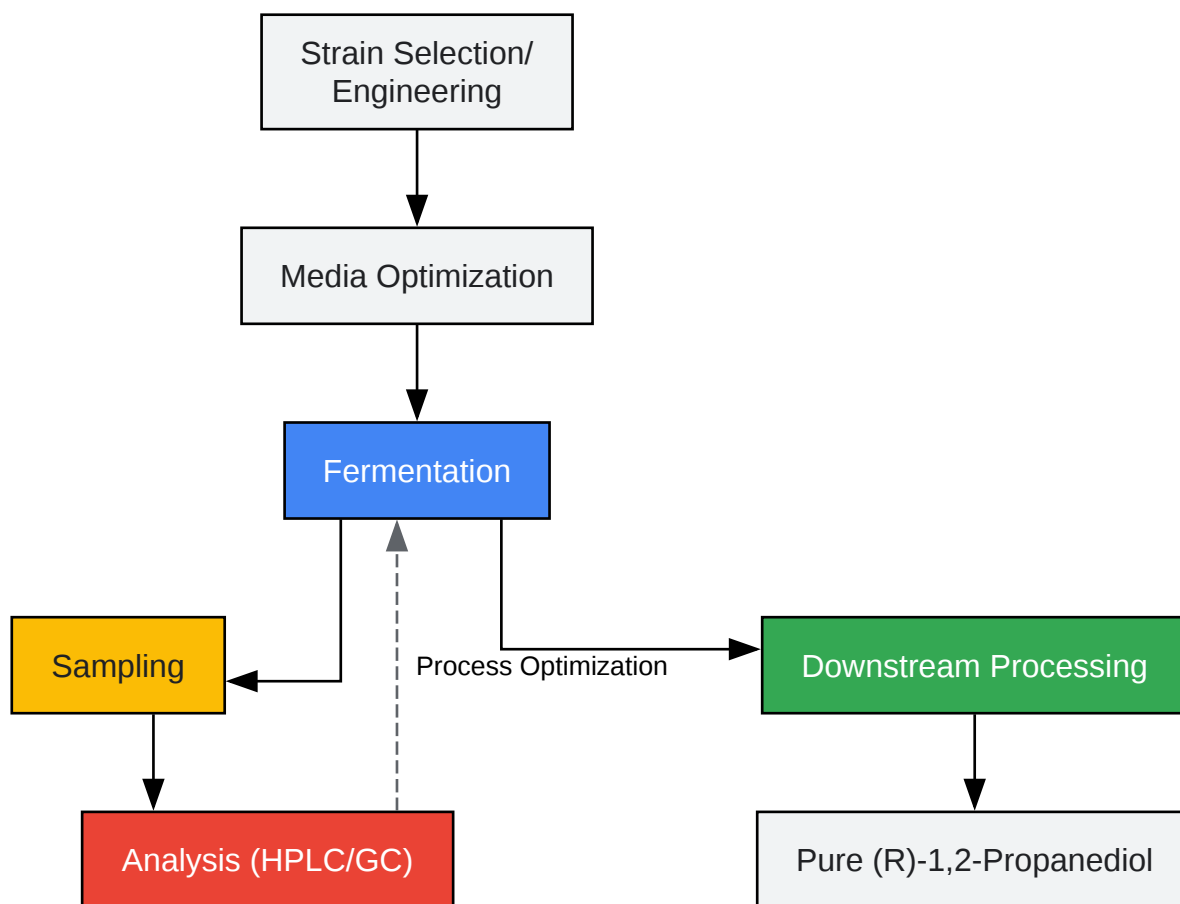 Strain Selection/
Engineering
Media Optimization
Fermentation
Sampling
Process Optimization
Downstream Processing
Analysis (HPLC/GC)
Pure (R)-1,2-Propanediol